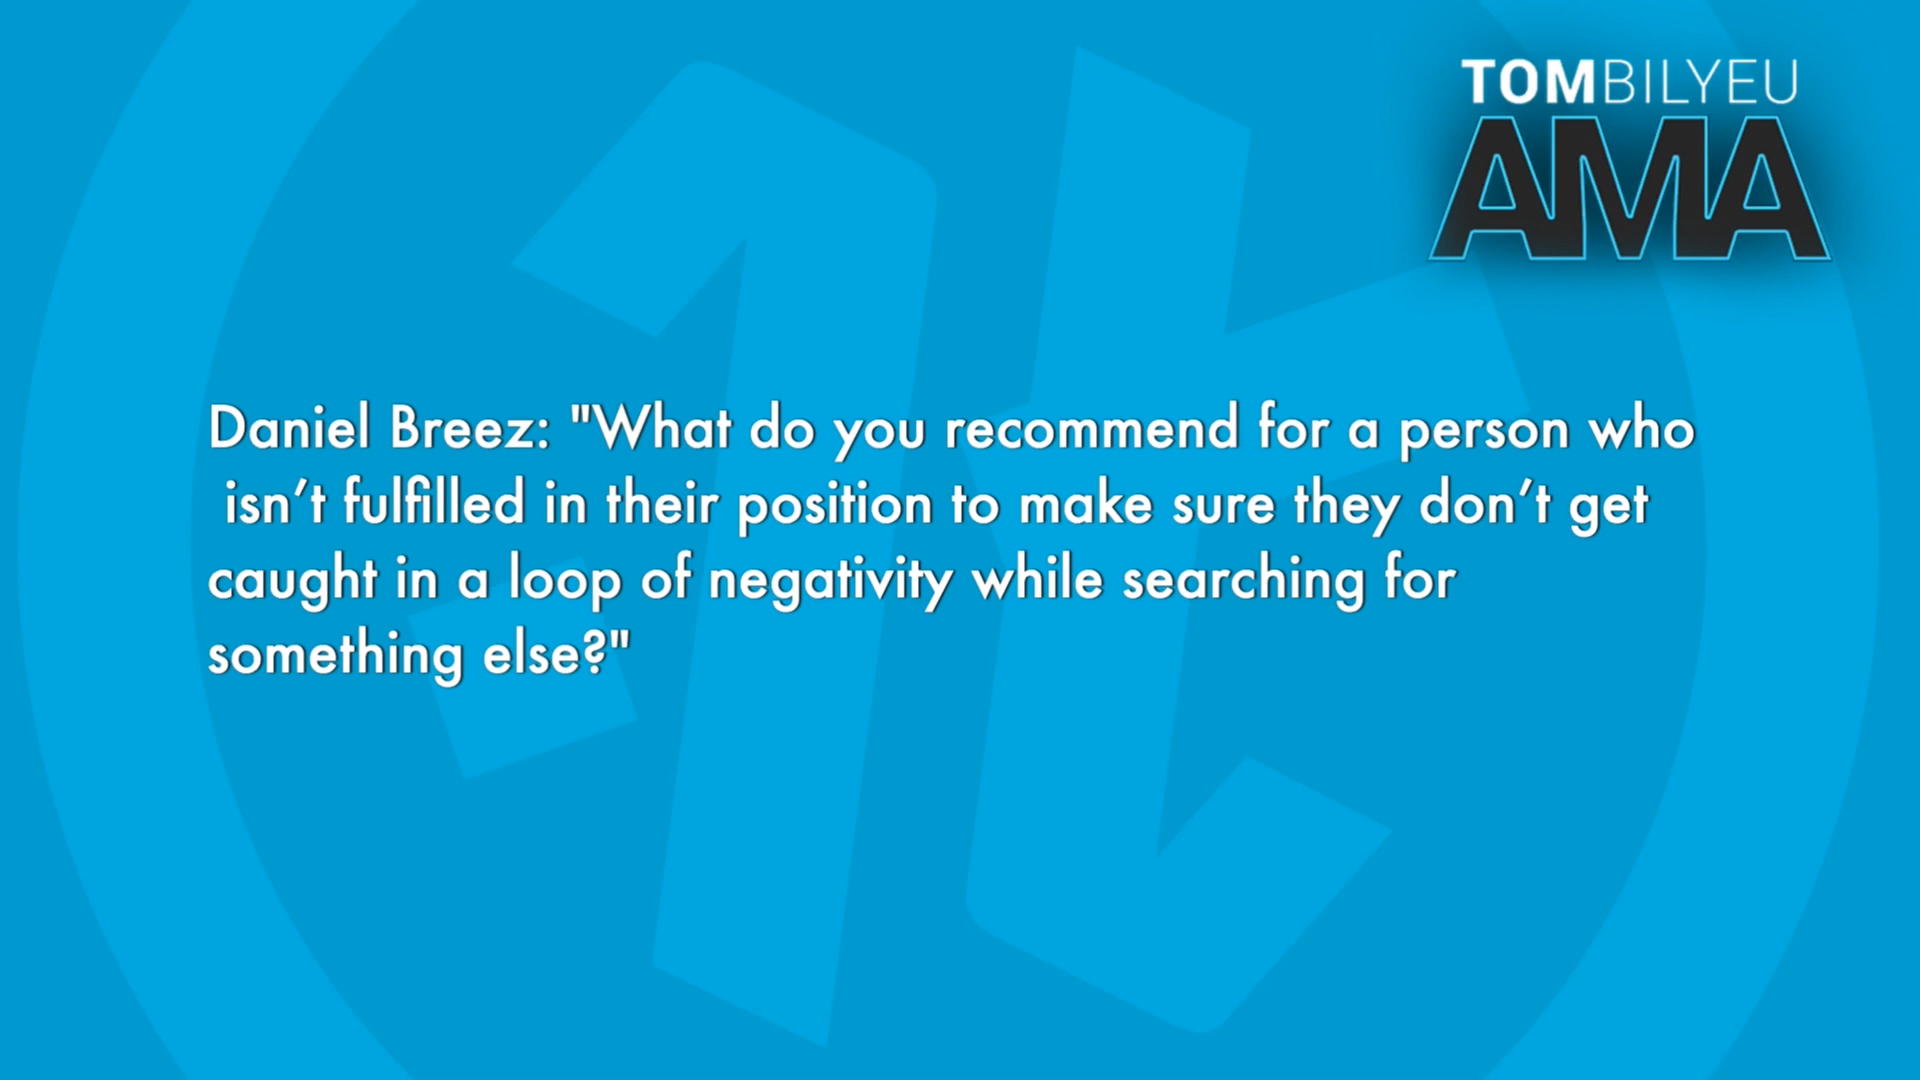 TOMBILYEU
AMA
Daniel Breez: "What do you recommend for a person who
isn’t fulfilled in their position to make sure they don’t get
caught in a loop of negativity while searching for
something else?"